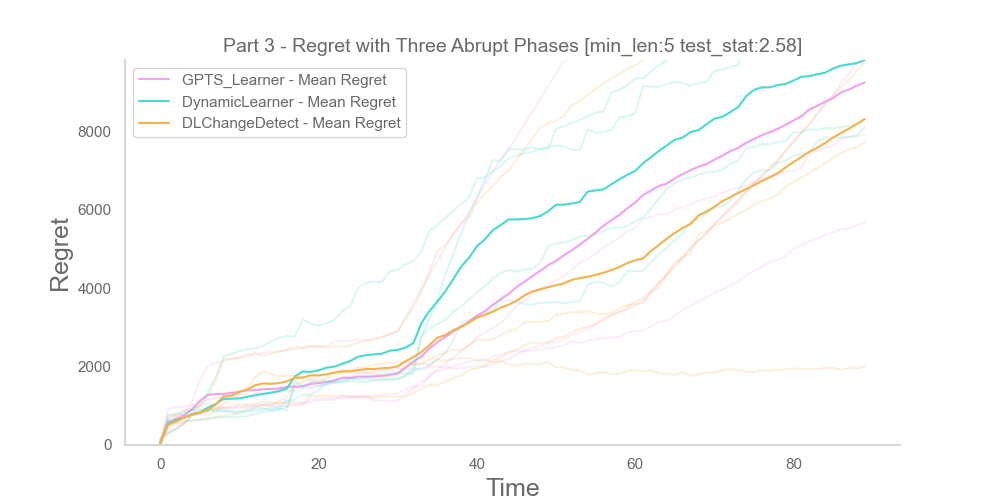 Part 3 - Regret with Three Abrupt Phases [min_len:5 test_stat:2.58]
GPTS_Learner - Mean Regret
DynamicLearner - Mean Regret
DLChangeDetect - Mean Regret
8000
6000
4000
2000
0
Regret
0 20 40 60 80
Time